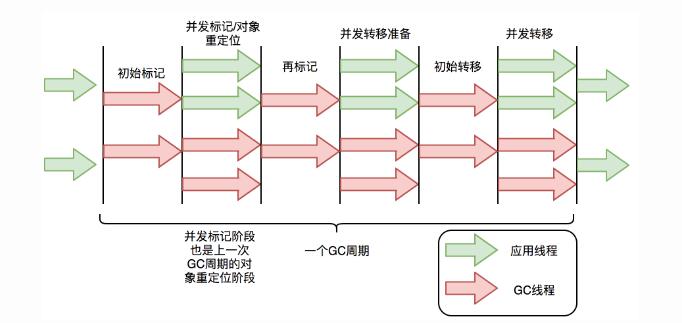 并发标记/对象
重定位
并发转移准备
并发转移
初始标记
再标记
初始转移
并发标记阶段
也是上一次
GC周期的对
象重定位阶段
一个GC周期
应用线程
GC线程